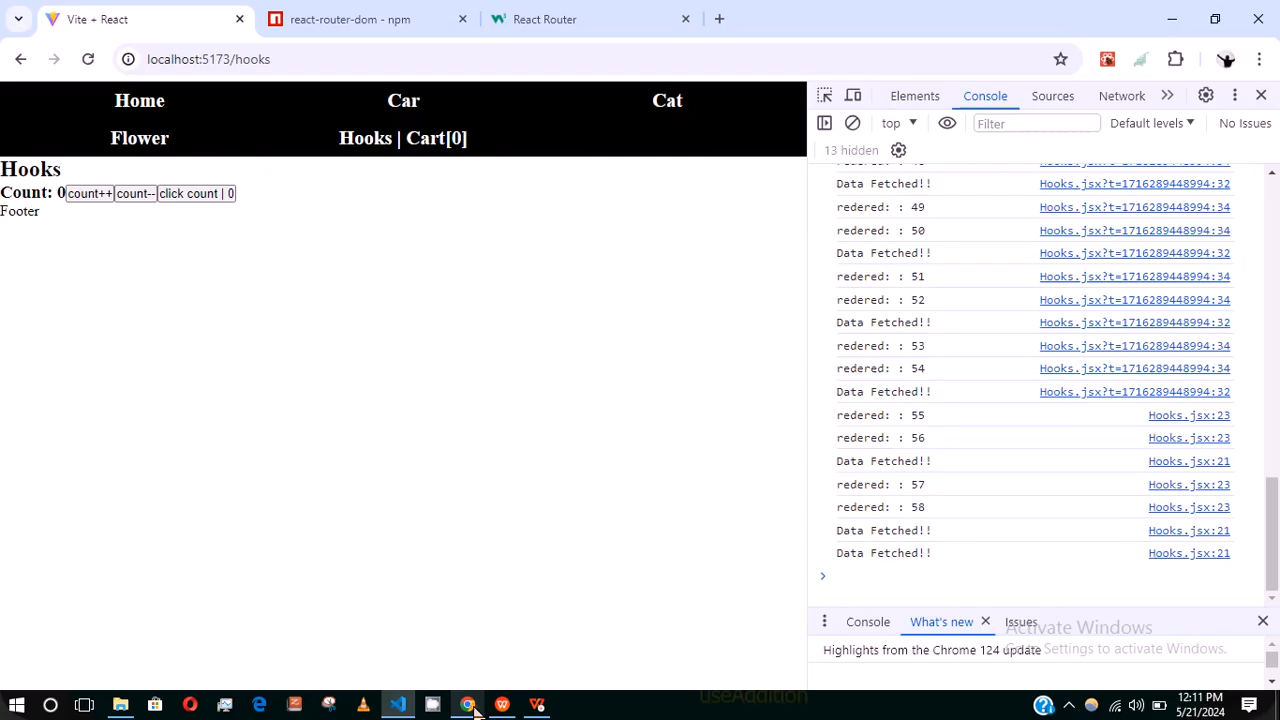 Vite + React
react-router-dom - npm
React Router
localhost:5173/hooks
Home Car Cat
Flower Hooks | Cart[0]
Hooks
Count: 0 count++ count-- click count | 0
Footer
Elements Console Sources Network
top Filter Default levels No Issues
13 hidden
Data Fetched!! Hooks.jsx?t=1716289448994:32
redered: : 49 Hooks.jsx?t=1716289448994:34
redered: : 50 Hooks.jsx?t=1716289448994:34
Data Fetched!! Hooks.jsx?t=1716289448994:32
redered: : 51 Hooks.jsx?t=1716289448994:34
redered: : 52 Hooks.jsx?t=1716289448994:34
Data Fetched!! Hooks.jsx?t=1716289448994:32
redered: : 53 Hooks.jsx?t=1716289448994:34
redered: : 54 Hooks.jsx?t=1716289448994:34
Data Fetched!! Hooks.jsx?t=1716289448994:32
redered: : 55 Hooks.jsx:23
redered: : 56 Hooks.jsx:23
Data Fetched!! Hooks.jsx:21
redered: : 57 Hooks.jsx:23
redered: : 58 Hooks.jsx:23
Data Fetched!! Hooks.jsx:21
Data Fetched!! Hooks.jsx:21
Console What's new Issues
Activate Windows
Highlights from the Chrome 124 update
Settings to activate Windows.
useAddition
12:11 PM
5/21/2024